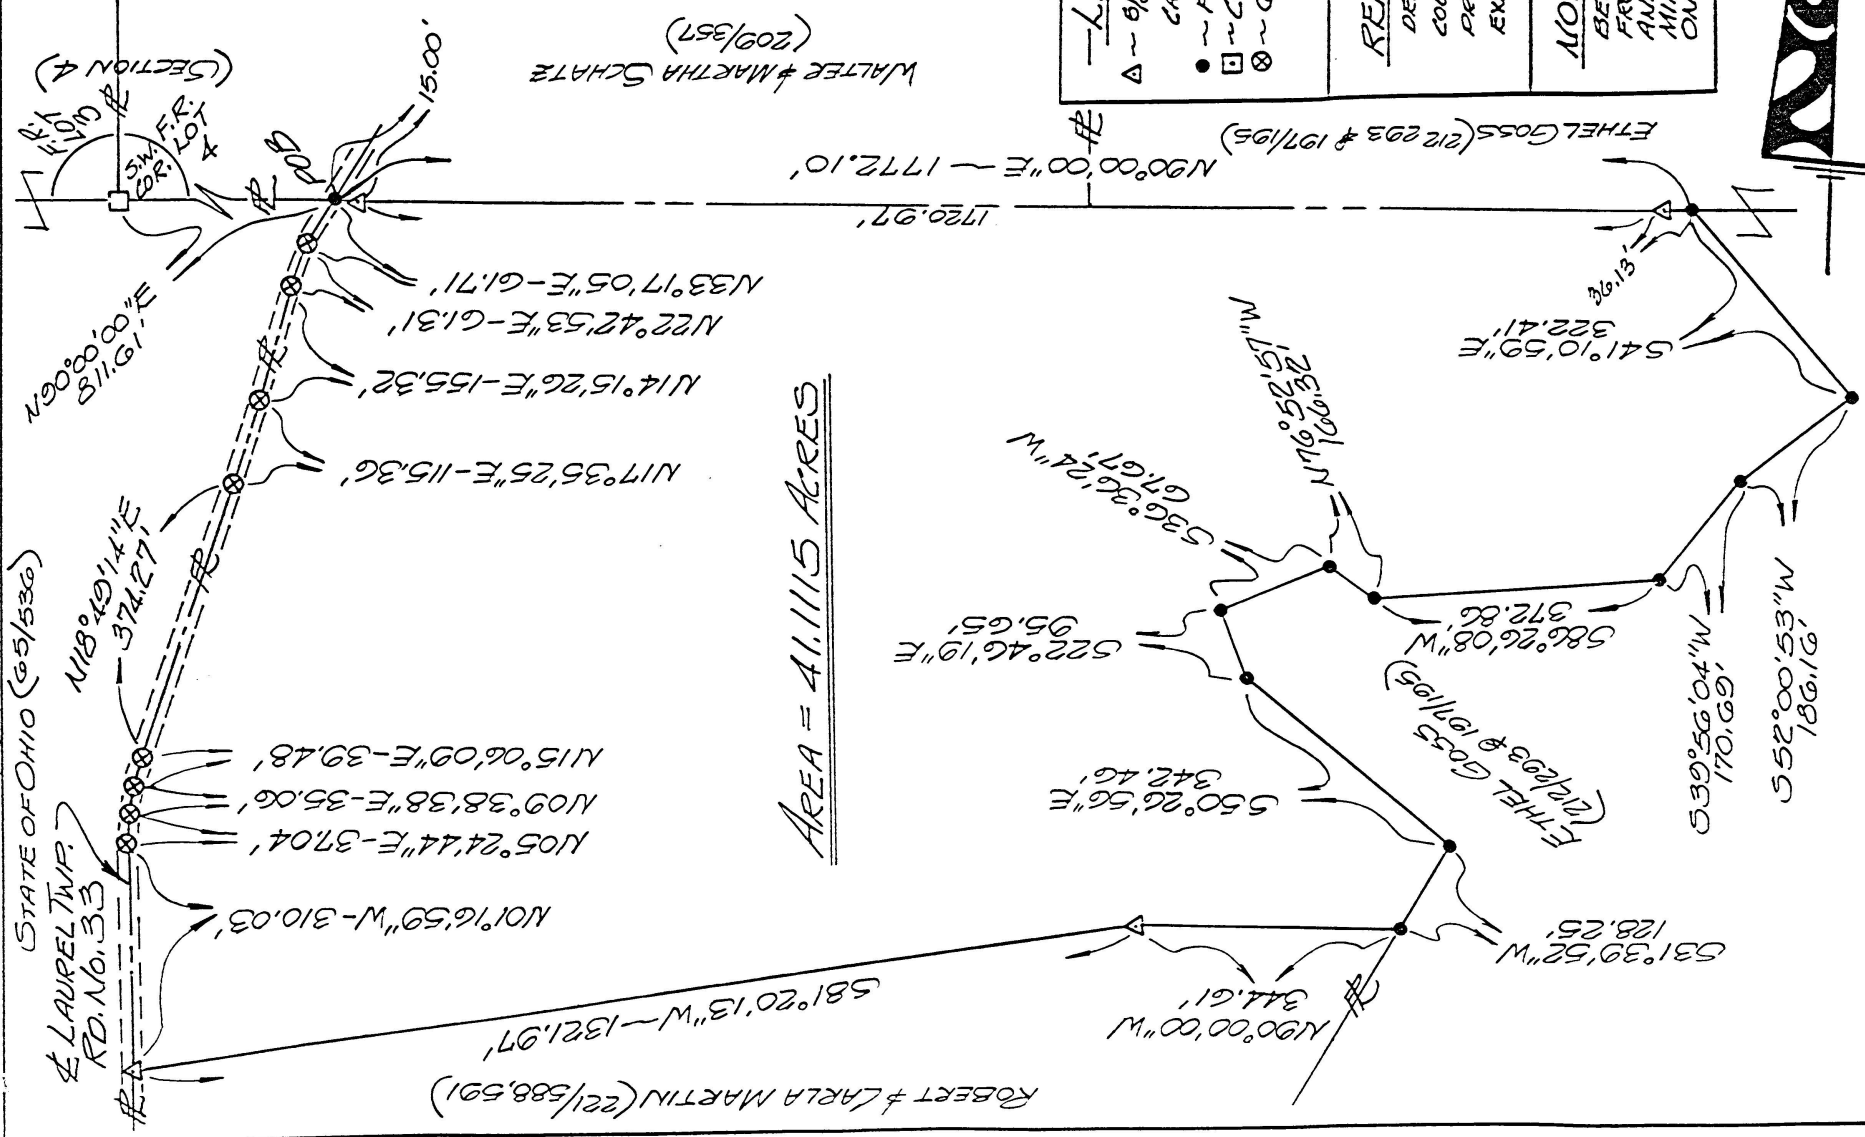 WALTER & MARTHA SCHATZ
(209/357)
(SECTION 4)
F.R. LOT 3
F.R. LOT 4
S.W. COR.
POB
15.00'
N90°00'00"E
811.61'
N90°00'00"E — 1772.10'
1720.97'
ETHEL GOSS (212/293 & 197/195)
36.13'
S41°10'59"E
322.41'
S52°00'53"W
186.16'
S39°56'04"W
170.69'
S86°26'08"W
372.86'
N76°52'57"W
166.32'
S36°36'24"W
67.67'
S22°46'19"E
95.65'
S50°26'56"E
342.46'
ETHEL GOSS
(212/293 & 197/195)
S31°39'52"W
128.25'
N90°00'00"W
344.61'
S81°20'13"W — 1321.97'
ROBERT & CARLA MARTIN (221/588,591)
N33°17'05"E-61.71'
N22°42'53"E-61.31'
N14°15'26"E-155.32'
N17°35'25"E-115.36'
N18°49'14"E
374.27'
N15°06'09"E-39.48'
N09°38'38"E-35.06'
N05°24'44"E-37.04'
N01°16'59"W-310.03'
STATE OF OHIO (65/536)
℄ LAUREL TWP.
RD. No. 33
AREA = 41.1115 ACRES